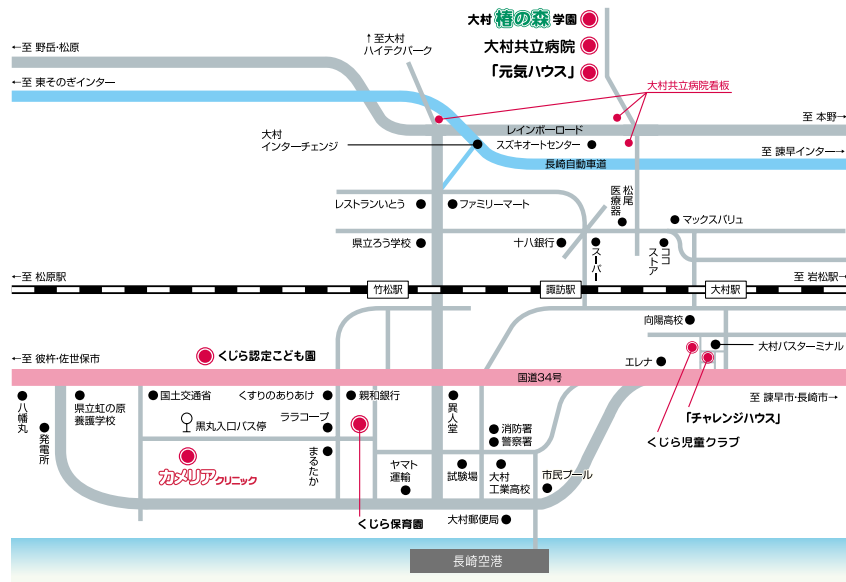 大村 椿の森 学園
大村共立病院
「元気ハウス」
←至 野岳・松原
↑至大村
ハイテクパーク
←至 東そのぎインター
大村共立病院看板
至 本野→
レインボーロード
大村
インターチェンジ
スズキオートセンター
至 諫早インター→
長崎自動車道
レストランいとう
ファミリーマート
松尾
医療器
マックスバリュ
県立ろう学校
十八銀行
スーパー
ココ
ストア
←至 松原駅
竹松駅
諏訪駅
大村駅
至 岩松駅→
向陽高校
大村バスターミナル
くじら認定こども園
←至 彼杵・佐世保市
エレナ
国道34号
八幡丸
発電所
県立虹の原
養護学校
国土交通省
くすりのありあけ
親和銀行
異人堂
至 諫早市・長崎市→
「チャレンジハウス」
黒丸入口バス停
ララコープ
消防署
警察署
くじら児童クラブ
まるたか
カメリアクリニック
ヤマト
運輸
試験場
大村
工業高校
市民プール
くじら保育園
大村郵便局
長崎空港